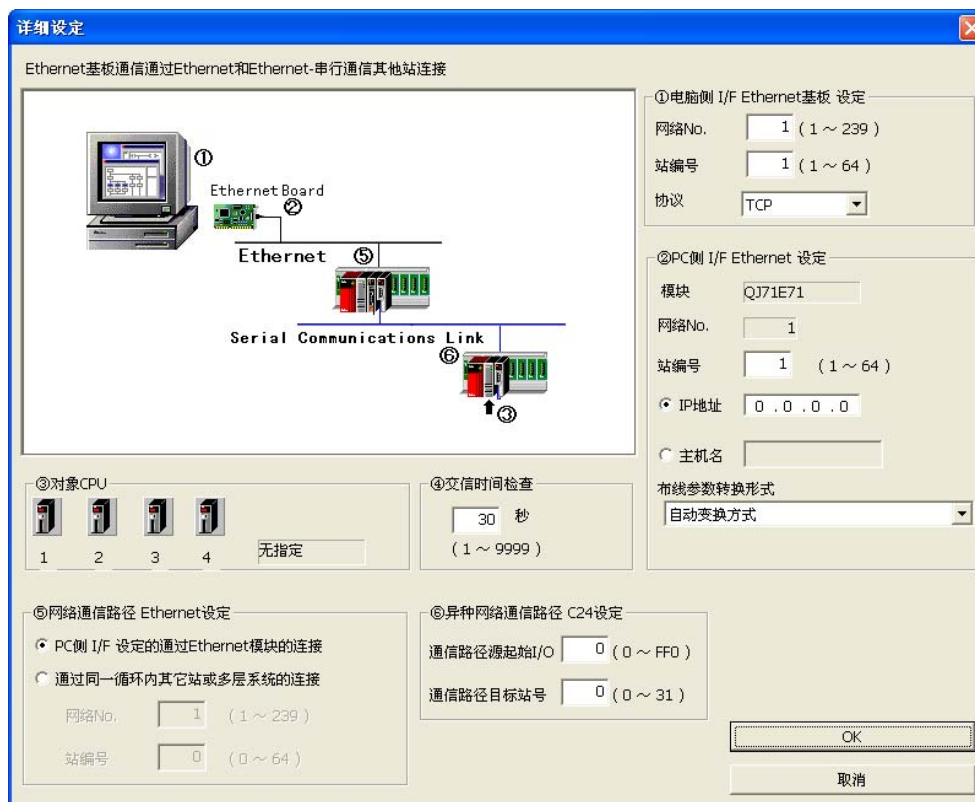 详细设定
Ethernet基板通信通过Ethernet和Ethernet-串行通信其他站连接
①
Ethernet Board
②
Ethernet ⑤
Serial Communications Link
⑥
③
①电脑侧 I/F Ethernet基板 设定
网络No. 1 (1～239)
站编号 1 (1～64)
协议 TCP
②PC侧 I/F Ethernet 设定
模块 QJ71E71
网络No. 1
站编号 1 (1～64)
IP地址 0 .0 .0 .0
主机名
布线参数转换形式
自动变换方式
③对象CPU
1 2 3 4 无指定
④交信时间检查
30 秒
(1～9999)
⑤网络通信路径 Ethernet设定
PC侧 I/F 设定的通过Ethernet模块的连接
通过同一循环内其它站或多层系统的连接
网络No. 1 (1～239)
站编号 0 (0～64)
⑥异种网络通信路径 C24设定
通信路径源起始I/O 0 (0～FF0)
通信路径目标站号 0 (0～31)
OK
取消